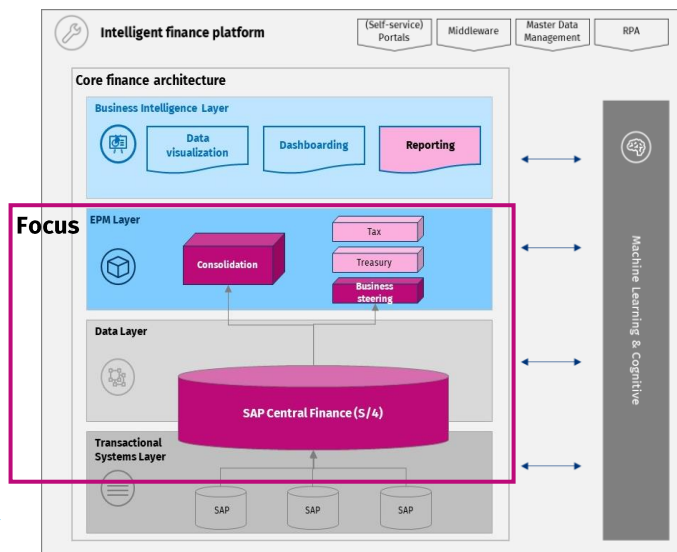 Intelligent finance platform
(Self-service)
Portals
Middleware
Master Data
Management
RPA
Core finance architecture
Business Intelligence Layer
Data
visualization
Dashboarding
Reporting
Focus
EPM Layer
Consolidation
Tax
Treasury
Business
steering
Data Layer
SAP Central Finance (S/4)
Transactional
Systems Layer
SAP
SAP
SAP
Machine Learning & Cognitive